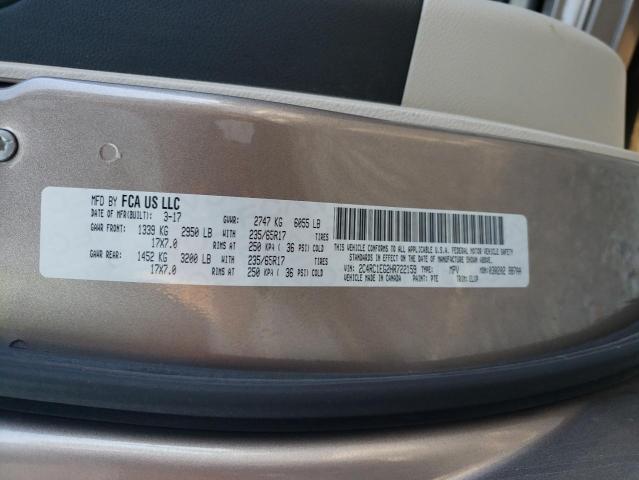 MFD BY FCA US LLC
DATE OF MFR(BUILT): 3-17 GVWR: 2747 KG 6055 LB
GAWR FRONT: 1339 KG 2950 LB WITH 235/65R17 TIRES
17X7.0 RIMS AT 250 KPA ( 36 PSI) COLD
GAWR REAR: 1452 KG 3200 LB WITH 235/65R17 TIRES
17X7.0 RIMS AT 250 KPA ( 36 PSI) COLD
THIS VEHICLE CONFORMS TO ALL APPLICABLE U.S.A. FEDERAL MOTOR VEHICLE SAFETY
STANDARDS IN EFFECT ON THE DATE OF MANUFACTURE SHOWN ABOVE.
VIN: 2C4RC1EG2HR722159 TYPE: MPV MDH:
VEHICLE MADE IN CANADA PAINT: PTE TRIM: